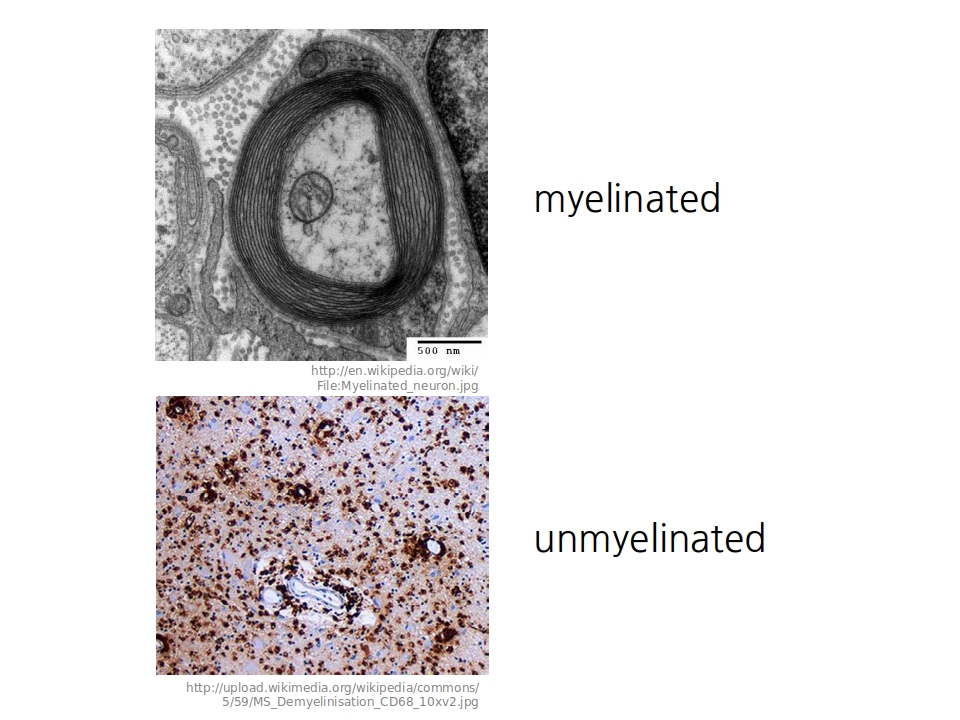 myelinated
500 nm
http://en.wikipedia.org/wiki/
File:Myelinated_neuron.jpg
unmyelinated
http://upload.wikimedia.org/wikipedia/commons/
5/59/MS_Demyelinisation_CD68_10xv2.jpg